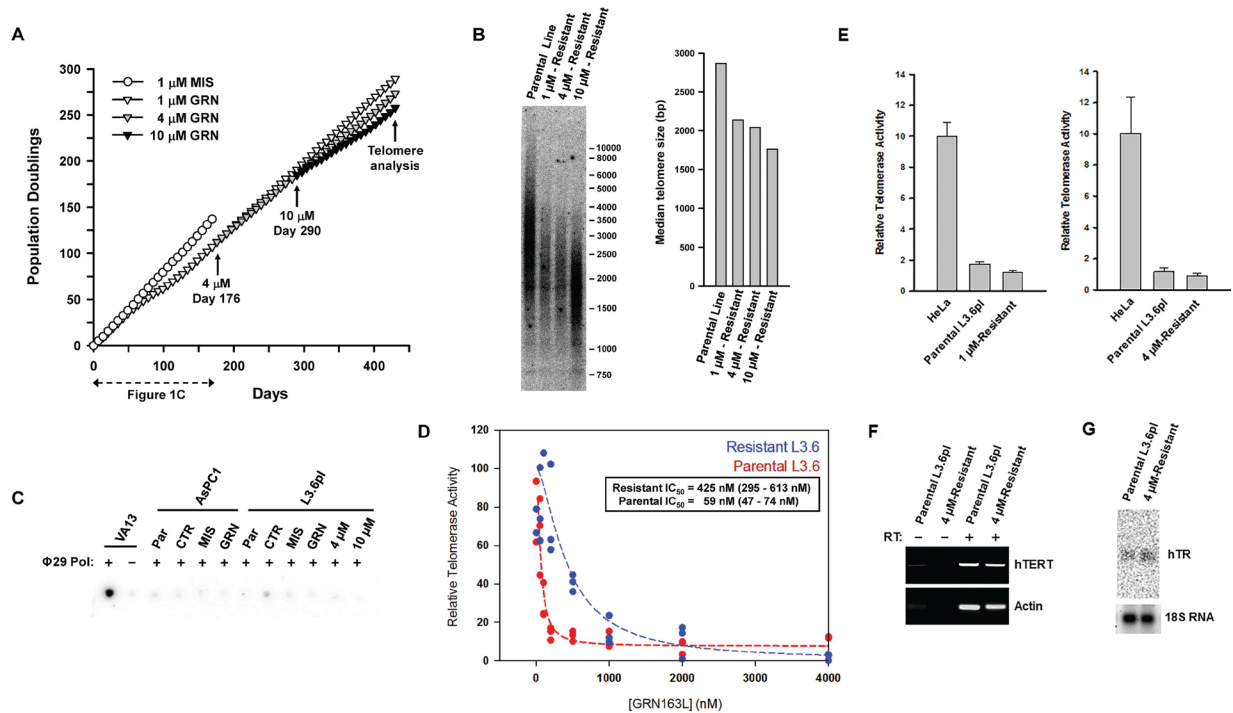 A
300
250
200
150
100
50
0
Population Doublings
1 µM MIS
1 µM GRN
4 µM GRN
10 µM GRN
Telomere
analysis
10 µM
Day 290
4 µM
Day 176
0
100
200
300
400
Figure 1C
Days
B
Parental Line
1 µM - Resistant
4 µM - Resistant
10 µM - Resistant
10000
8000
6000
5000
4000
3500
3000
2500
2000
1500
1000
750
Median telomere size (bp)
3000
2500
2000
1500
1000
500
0
Parental Line
1 µM - Resistant
4 µM - Resistant
10 µM - Resistant
E
Relative Telomerase Activity
14
12
10
8
6
4
2
0
HeLa
Parental L3.6pl
1 µM-Resistant
Relative Telomerase Activity
14
12
10
8
6
4
2
0
HeLa
Parental L3.6pl
4 µM-Resistant
C
AsPC1
L3.6pl
VA13
Par
CTR
MIS
GRN
Par
CTR
MIS
GRN
4 µM
10 µM
Φ29 Pol: + − + + + + + + + + + +
D
Relative Telomerase Activity
120
100
80
60
40
20
0
Resistant L3.6
Parental L3.6
Resistant IC50 = 425 nM (295 - 613 nM)
Parental IC50 = 59 nM (47 - 74 nM)
0
1000
2000
3000
4000
[GRN163L] (nM)
F
Parental L3.6pl
4 µM-Resistant
Parental L3.6pl
4 µM-Resistant
RT: − − + +
hTERT
Actin
G
Parental L3.6pl
4 µM-Resistant
hTR
18S RNA